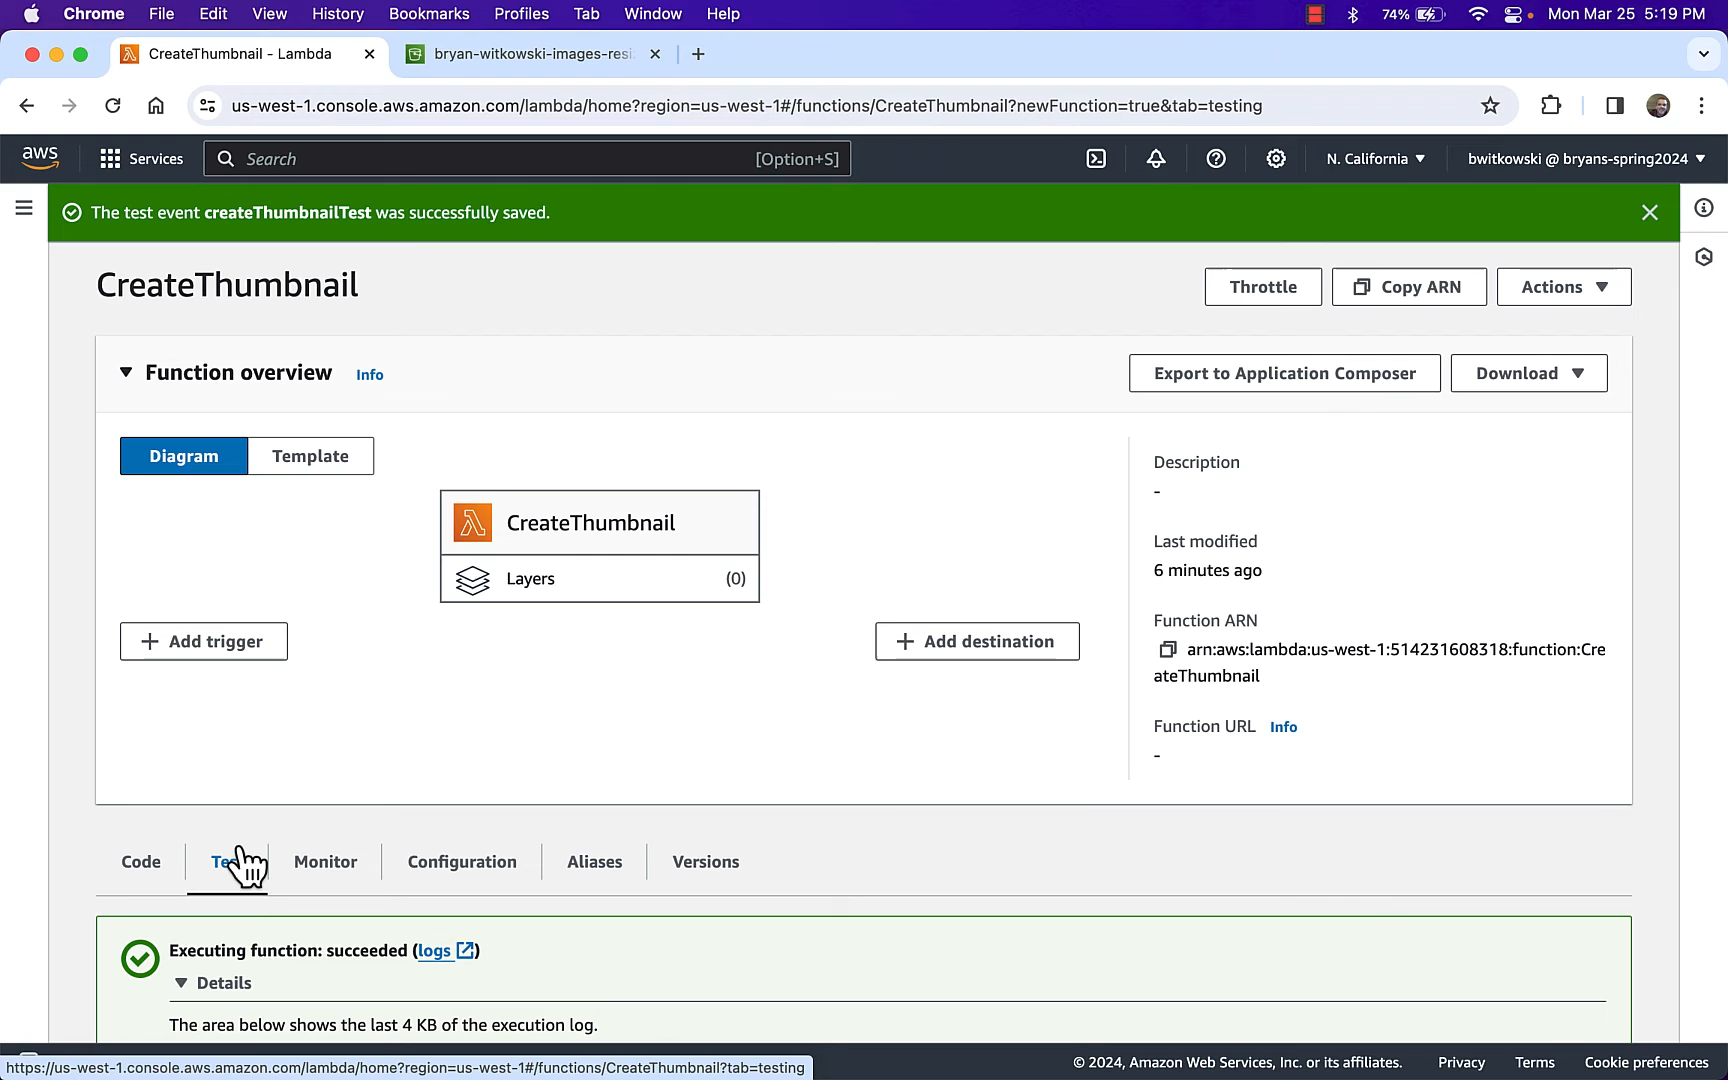 Chrome File Edit View History Bookmarks Profiles Tab Window Help 74% Mon Mar 25 5:19 PM
CreateThumbnail - Lambda bryan-witkowski-images-resi
us-west-1.console.aws.amazon.com/lambda/home?region=us-west-1#/functions/CreateThumbnail?newFunction=true&tab=testing
aws Services Search [Option+S] N. California bwitkowski @ bryans-spring2024
The test event createThumbnailTest was successfully saved.
CreateThumbnail
Throttle Copy ARN Actions
Function overview Info
Export to Application Composer Download
Diagram Template
CreateThumbnail
Layers (0)
+ Add trigger
+ Add destination
Description
-
Last modified
6 minutes ago
Function ARN
arn:aws:lambda:us-west-1:514231608318:function:Cre
ateThumbnail
Function URL Info
-
Code Te Monitor Configuration Aliases Versions
Executing function: succeeded (logs)
Details
The area below shows the last 4 KB of the execution log.
https://us-west-1.console.aws.amazon.com/lambda/home?region=us-west-1#/functions/CreateThumbnail?tab=testing
© 2024, Amazon Web Services, Inc. or its affiliates. Privacy Terms Cookie preferences